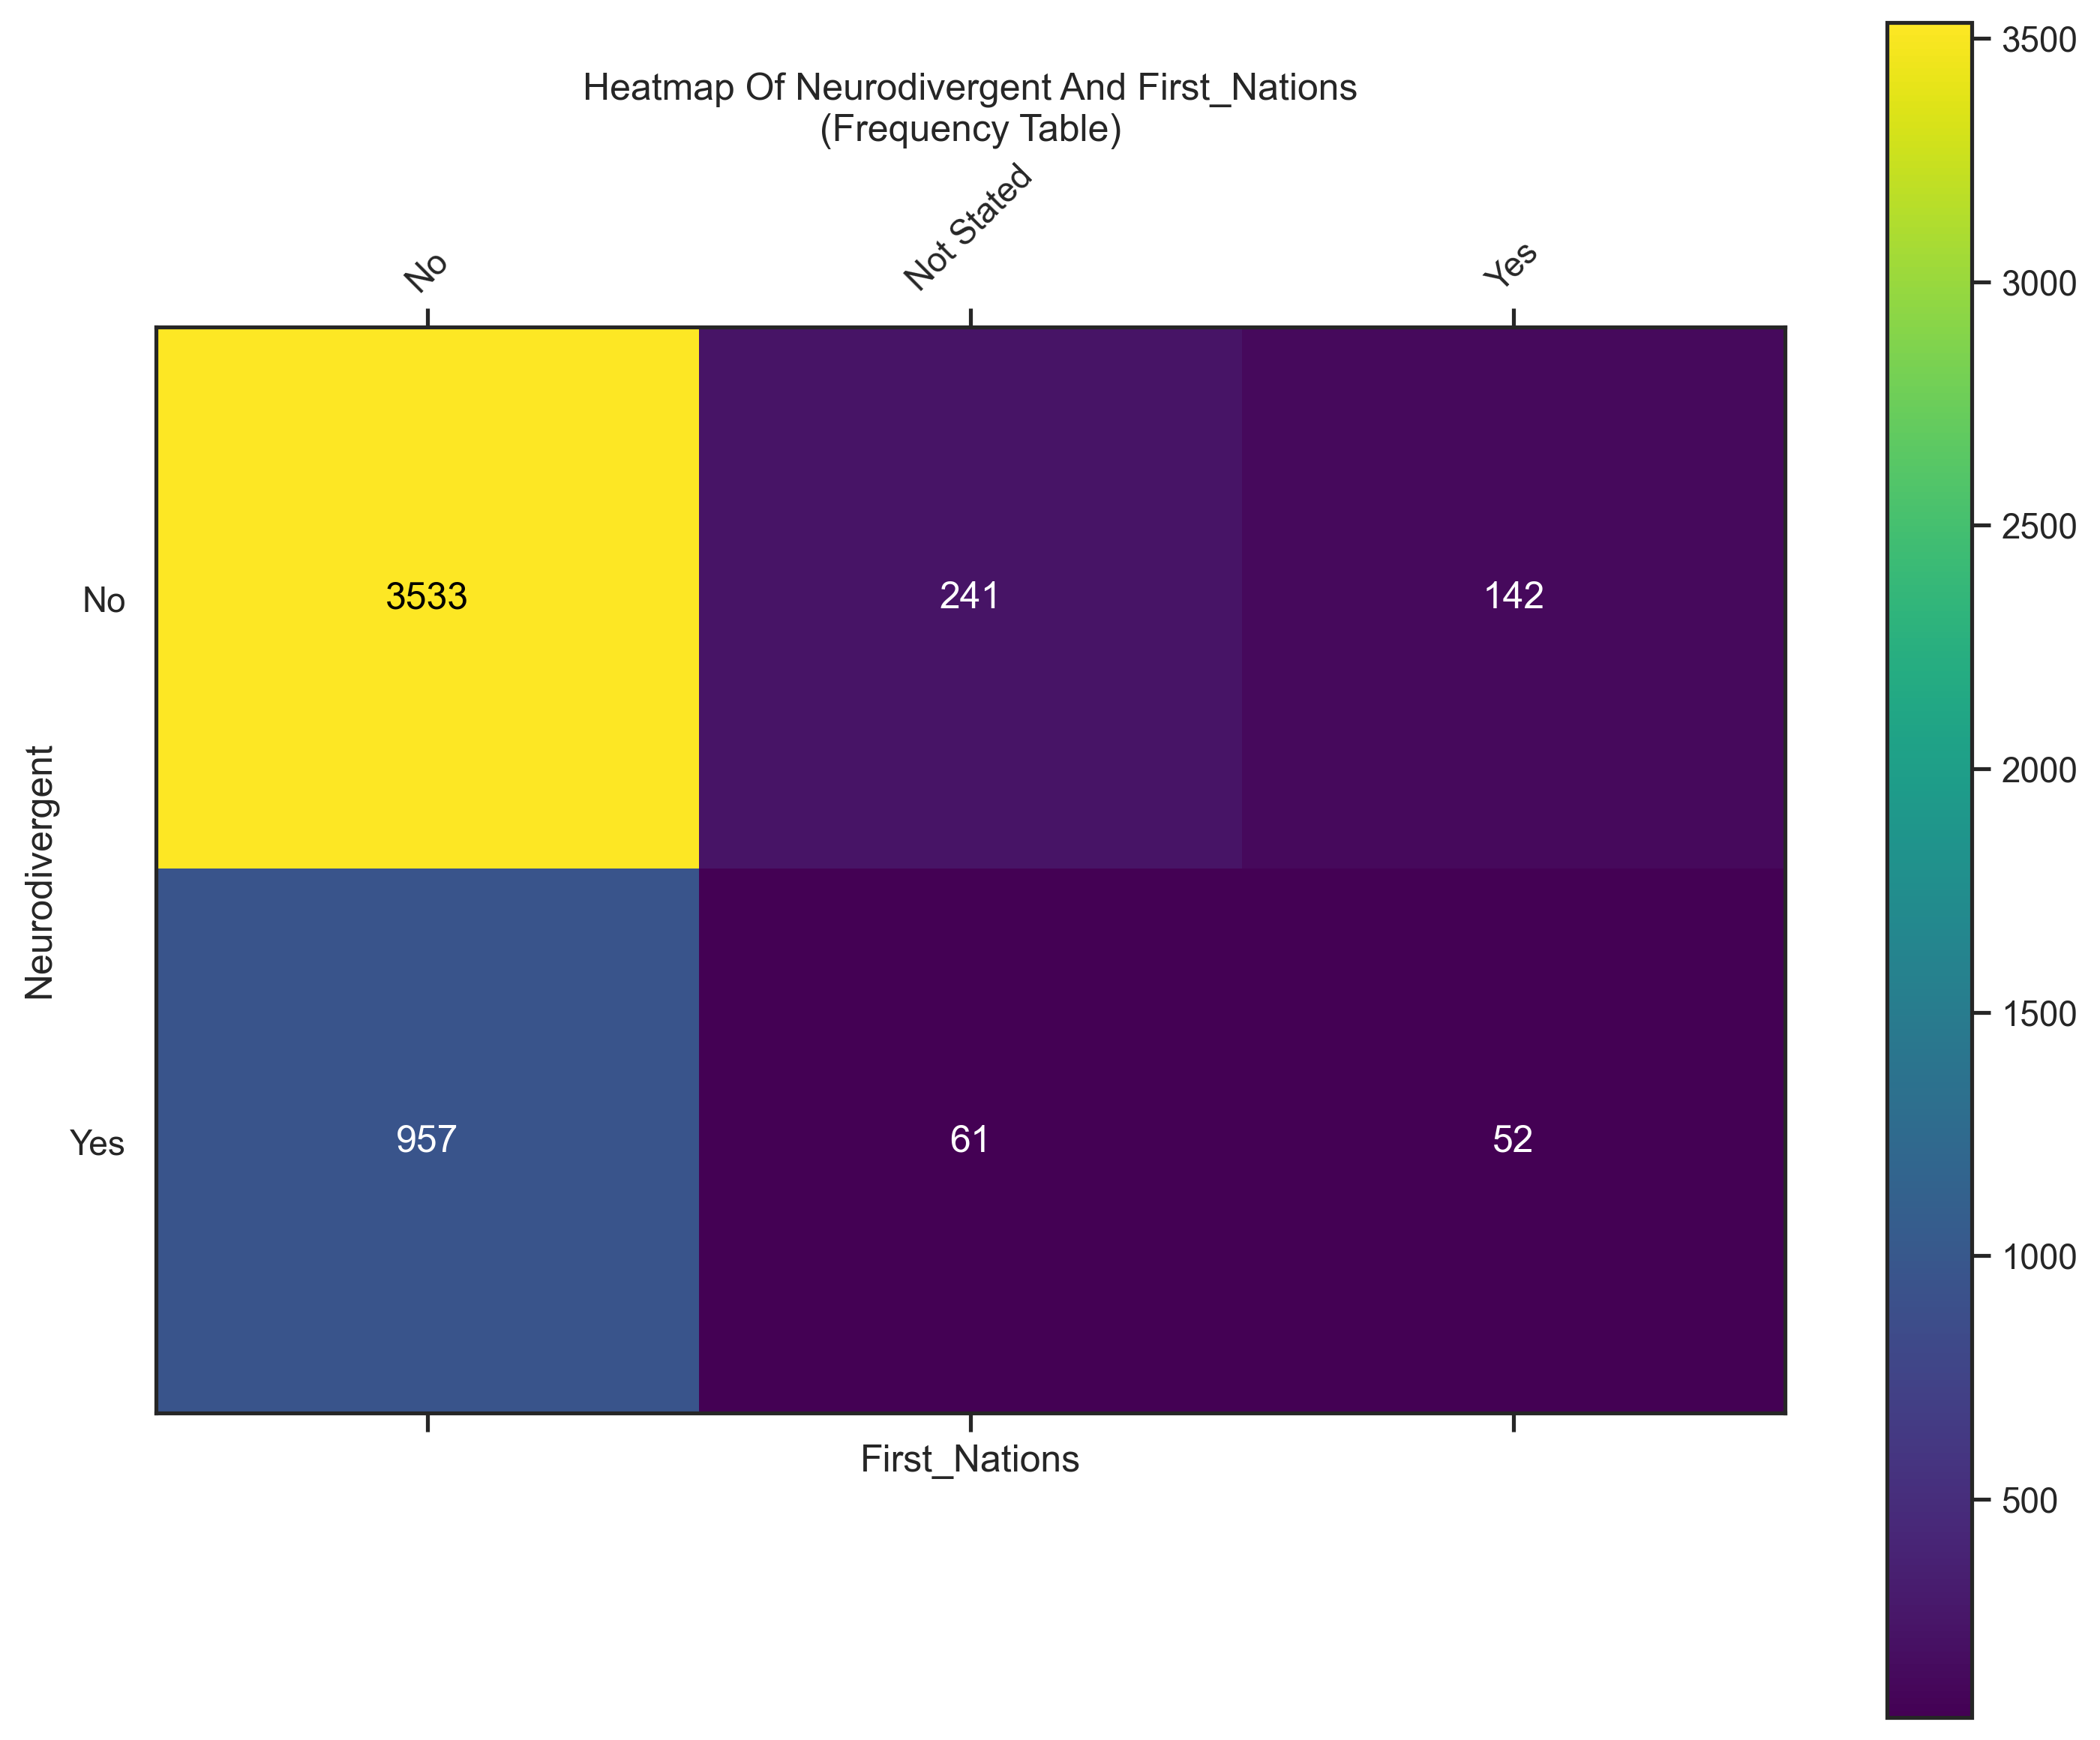 Heatmap Of Neurodivergent And First_Nations
(Frequency Table)
No
Not Stated
Yes
No
3533
241
142
Yes
957
61
52
Neurodivergent
First_Nations
3500
3000
2500
2000
1500
1000
500